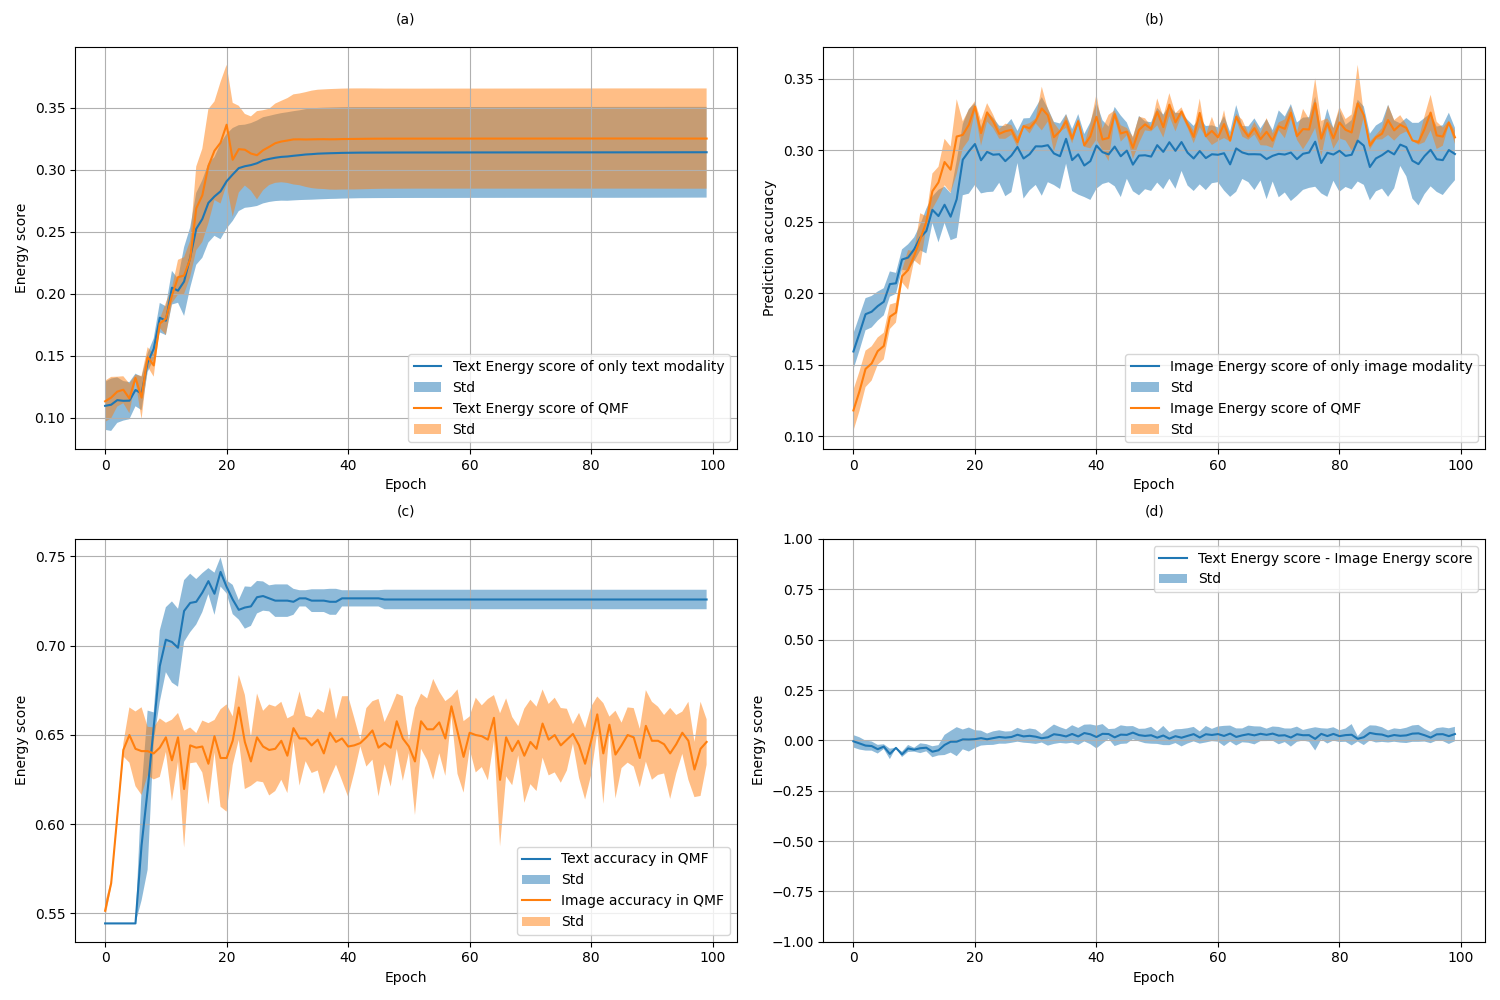 (a)
Energy score
0.35
0.30
0.25
0.20
0.15
0.10
Text Energy score of only text modality
Std
Text Energy score of QMF
Std
0 20 40 60 80 100
Epoch
(b)
Prediction accuracy
0.35
0.30
0.25
0.20
0.15
0.10
Image Energy score of only image modality
Std
Image Energy score of QMF
Std
0 20 40 60 80 100
Epoch
(c)
Energy score
0.75
0.70
0.65
0.60
0.55
Text accuracy in QMF
Std
Image accuracy in QMF
Std
0 20 40 60 80 100
Epoch
(d)
Energy score
1.00
0.75
0.50
0.25
0.00
−0.25
−0.50
−0.75
−1.00
Text Energy score - Image Energy score
Std
0 20 40 60 80 100
Epoch